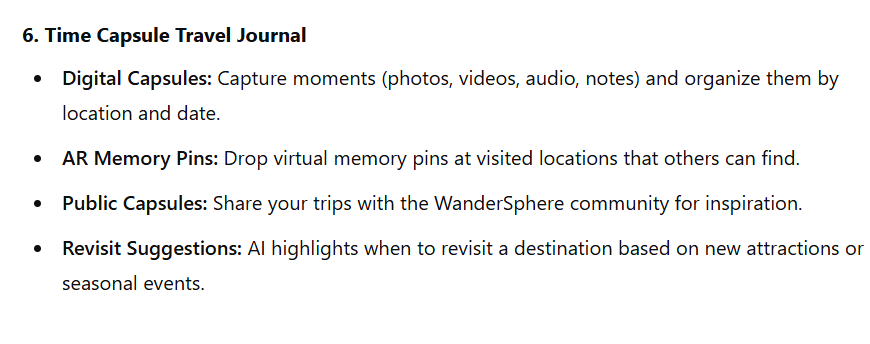 6. Time Capsule Travel Journal
• Digital Capsules: Capture moments (photos, videos, audio, notes) and organize them by
location and date.
• AR Memory Pins: Drop virtual memory pins at visited locations that others can find.
• Public Capsules: Share your trips with the WanderSphere community for inspiration.
• Revisit Suggestions: AI highlights when to revisit a destination based on new attractions or
seasonal events.